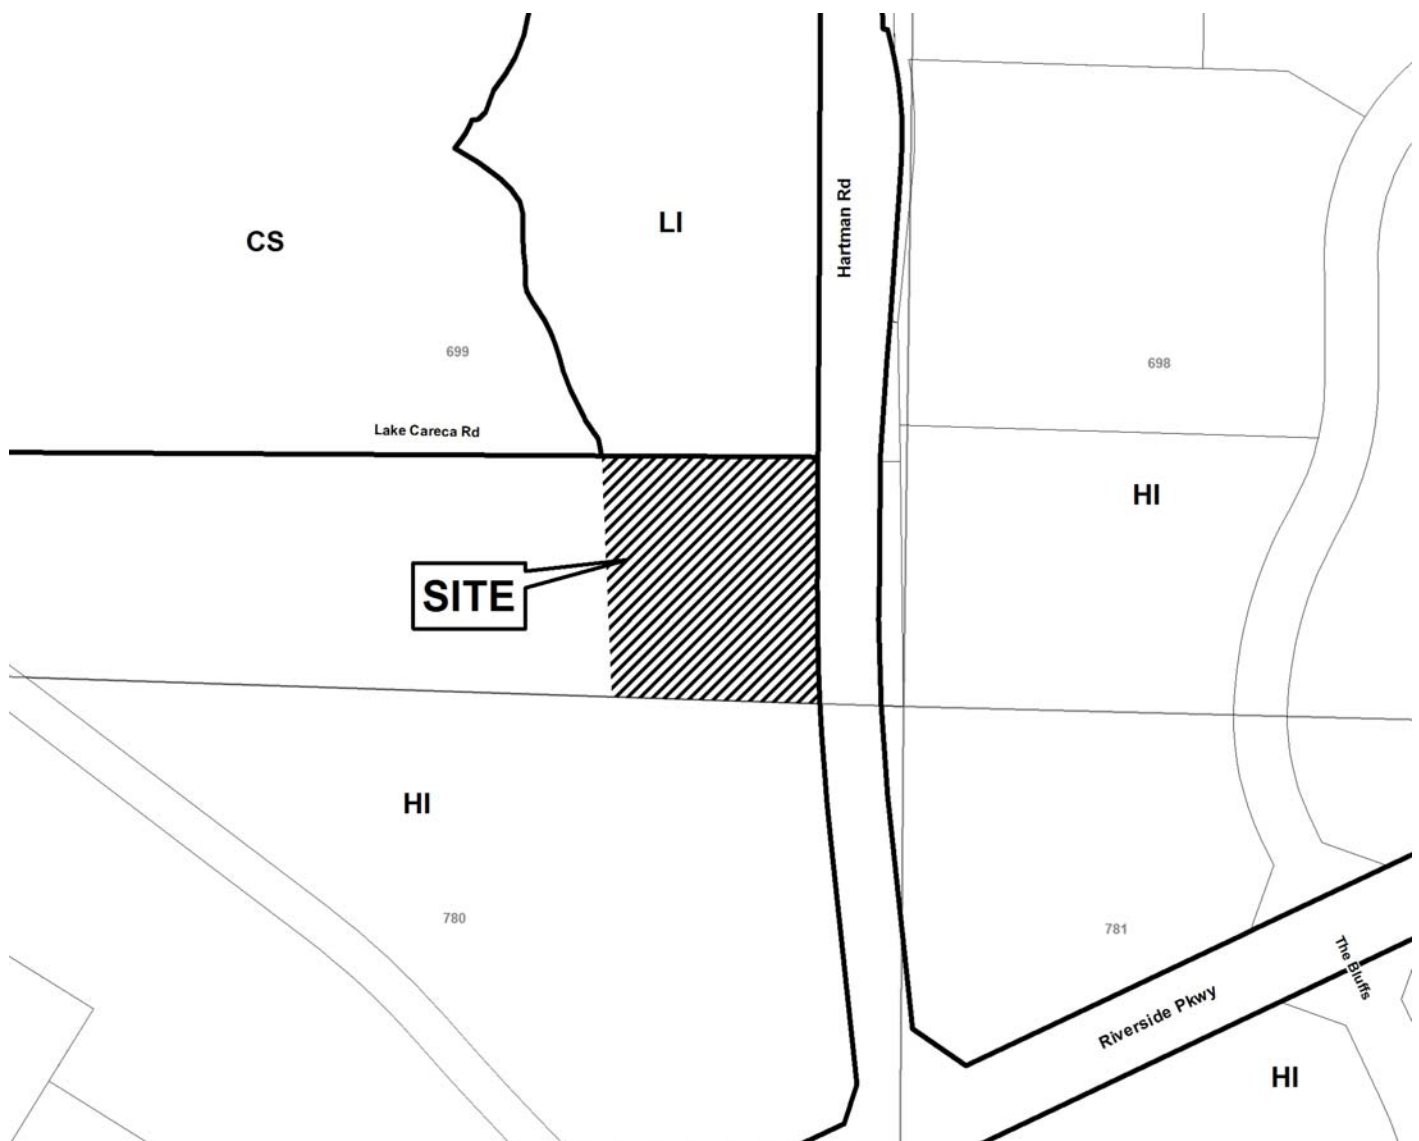 LI
Hartman Rd
CS
699
698
Lake Careca Rd
HI
SITE
HI
780
781
The Bluffs
Riverside Pkwy
HI